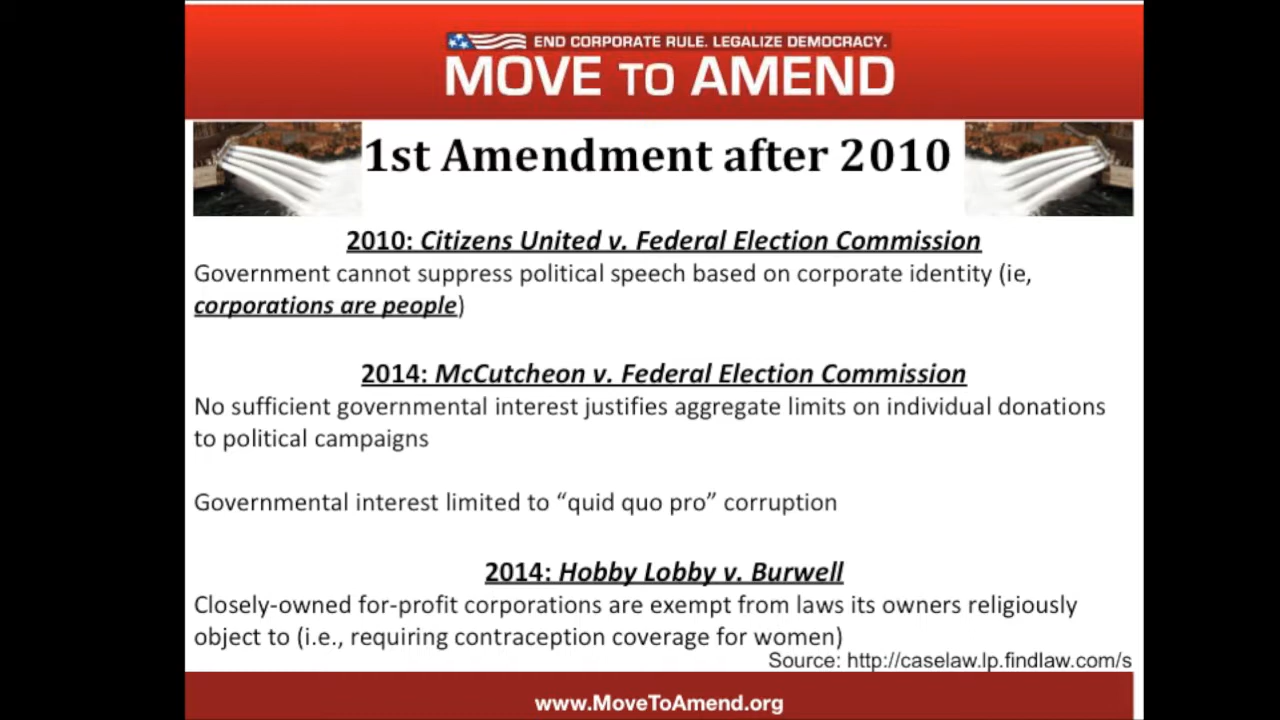 END CORPORATE RULE. LEGALIZE DEMOCRACY.
MOVE TO AMEND
1st Amendment after 2010
2010: Citizens United v. Federal Election Commission
Government cannot suppress political speech based on corporate identity (ie,
corporations are people)
2014: McCutcheon v. Federal Election Commission
No sufficient governmental interest justifies aggregate limits on individual donations
to political campaigns
Governmental interest limited to “quid quo pro” corruption
2014: Hobby Lobby v. Burwell
Closely-owned for-profit corporations are exempt from laws its owners religiously
object to (i.e., requiring contraception coverage for women)
Source: http://caselaw.lp.findlaw.com/s
www.MoveToAmend.org